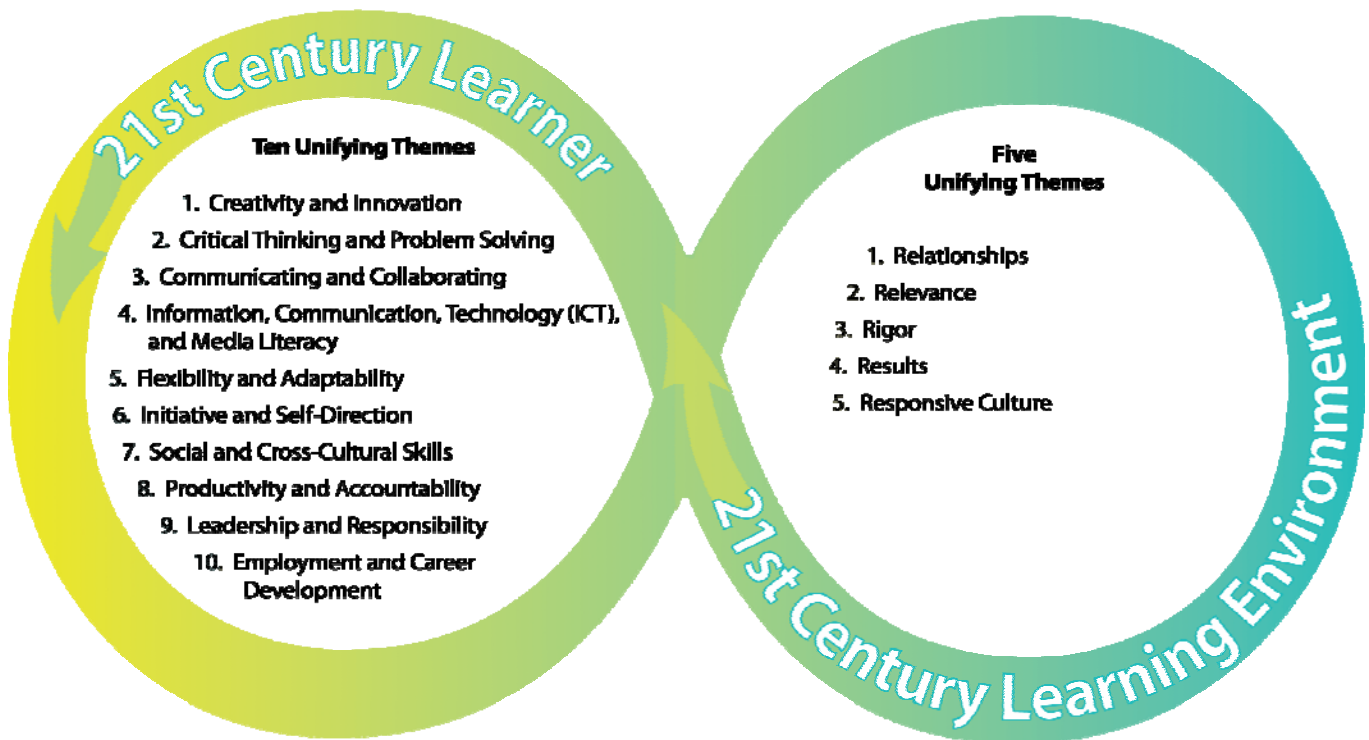 21st Century Learner
Ten Unifying Themes
1. Creativity and Innovation
2. Critical Thinking and Problem Solving
3. Communicating and Collaborating
4. Information, Communication, Technology (ICT),
and Media Literacy
5. Flexibility and Adaptability
6. Initiative and Self-Direction
7. Social and Cross-Cultural Skills
8. Productivity and Accountability
9. Leadership and Responsibility
10. Employment and Career
Development
Five
Unifying Themes
1. Relationships
2. Relevance
3. Rigor
4. Results
5. Responsive Culture
21st Century Learning Environment